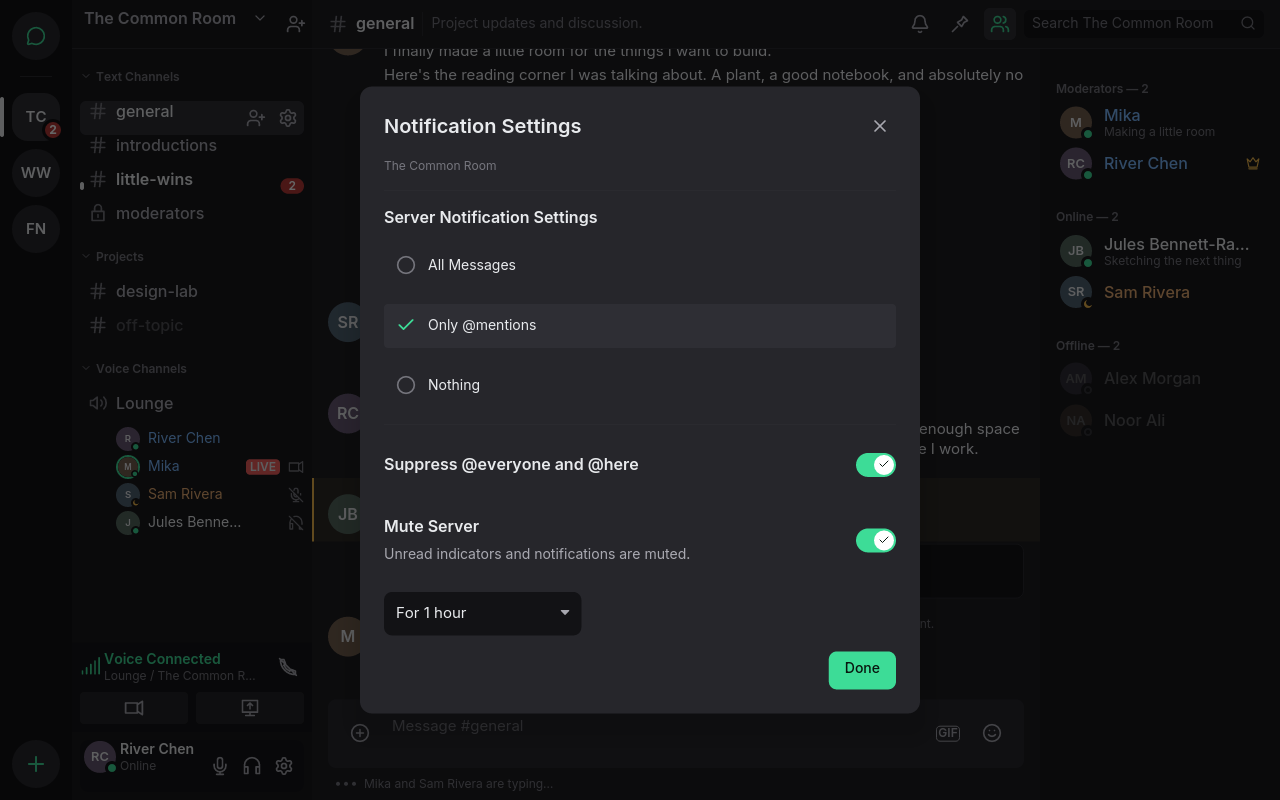 The Common Room
general
Project updates and discussion.
Search The Common Room
TC
2
WW
FN
Text Channels
general
introductions
little-wins
2
moderators
Projects
design-lab
off-topic
Voice Channels
Lounge
R
River Chen
M
Mika
LIVE
S
Sam Rivera
J
Jules Benne...
Voice Connected
Lounge / The Common R...
RC
River Chen
Online
I finally made a little room for the things I want to build.
Here's the reading corner I was talking about. A plant, a good notebook, and absolutely no
SR
RC
enough space
e I work.
JB
nt.
M
Message #general
GIF
Mika and Sam Rivera are typing...
Notification Settings
The Common Room
Server Notification Settings
All Messages
Only @mentions
Nothing
Suppress @everyone and @here
Mute Server
Unread indicators and notifications are muted.
For 1 hour
Done
Moderators — 2
M
Mika
Making a little room
RC
River Chen
Online — 2
JB
Jules Bennett-Ra...
Sketching the next thing
SR
Sam Rivera
Offline — 2
AM
Alex Morgan
NA
Noor Ali